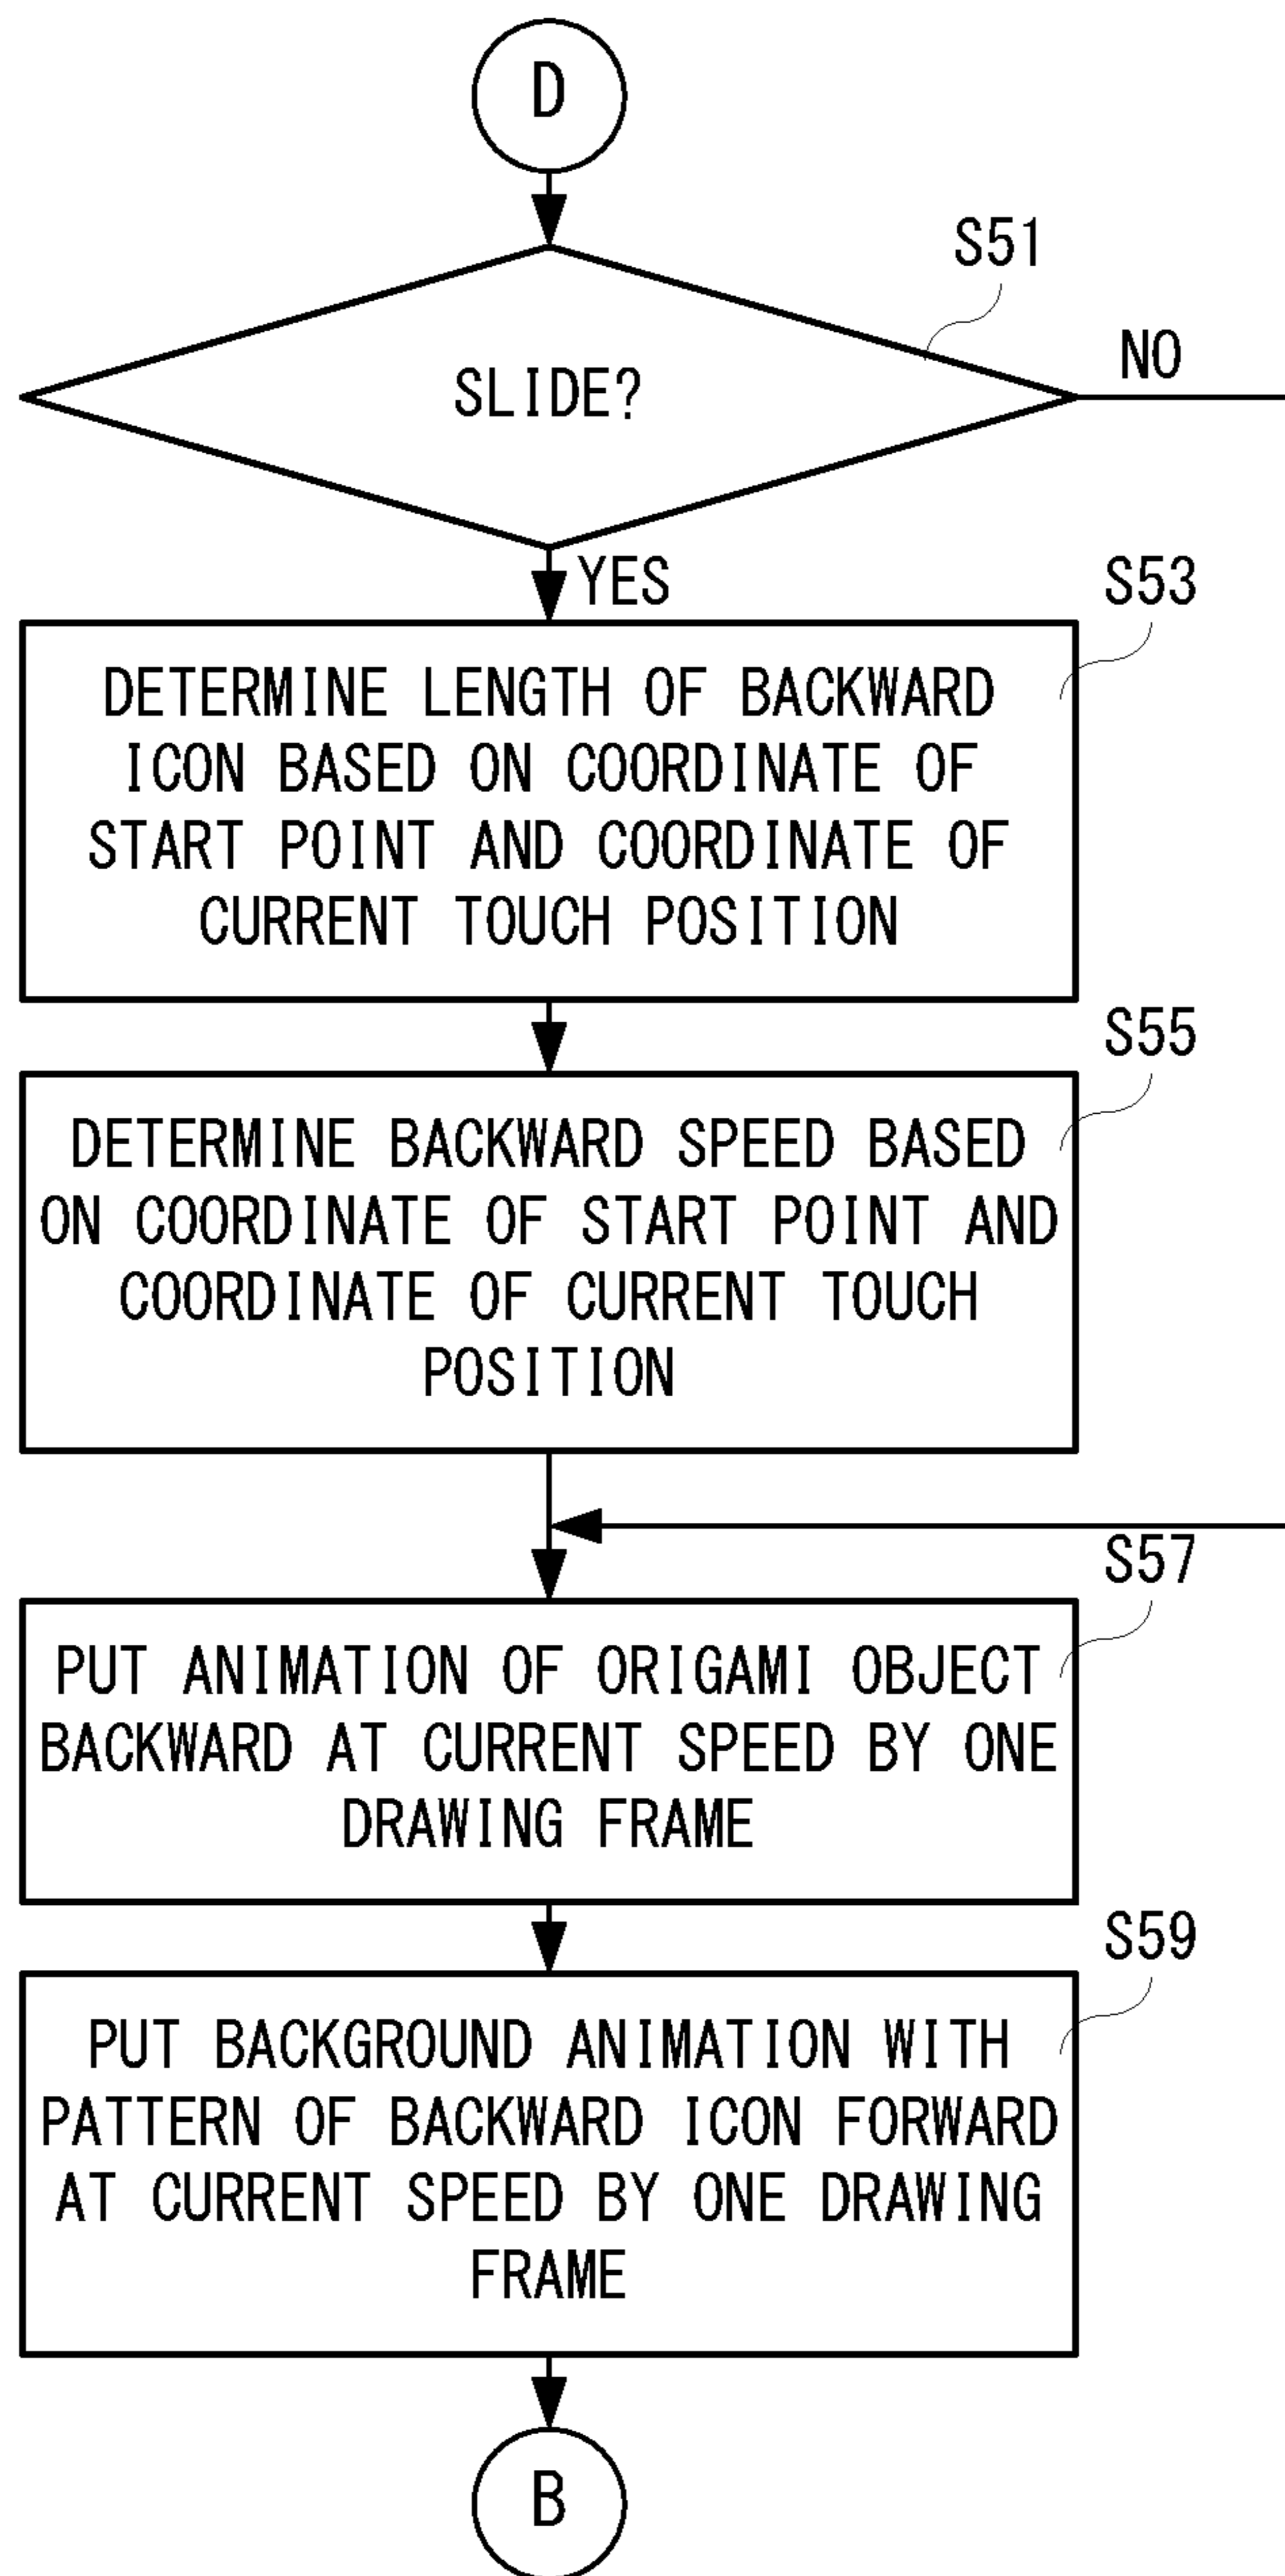 D
S51
SLIDE?
NO
YES
S53
DETERMINE LENGTH OF BACKWARD
ICON BASED ON COORDINATE OF
START POINT AND COORDINATE OF
CURRENT TOUCH POSITION
S55
DETERMINE BACKWARD SPEED BASED
ON COORDINATE OF START POINT AND
COORDINATE OF CURRENT TOUCH
POSITION
S57
PUT ANIMATION OF ORIGAMI OBJECT
BACKWARD AT CURRENT SPEED BY ONE
DRAWING FRAME
S59
PUT BACKGROUND ANIMATION WITH
PATTERN OF BACKWARD ICON FORWARD
AT CURRENT SPEED BY ONE DRAWING
FRAME
B